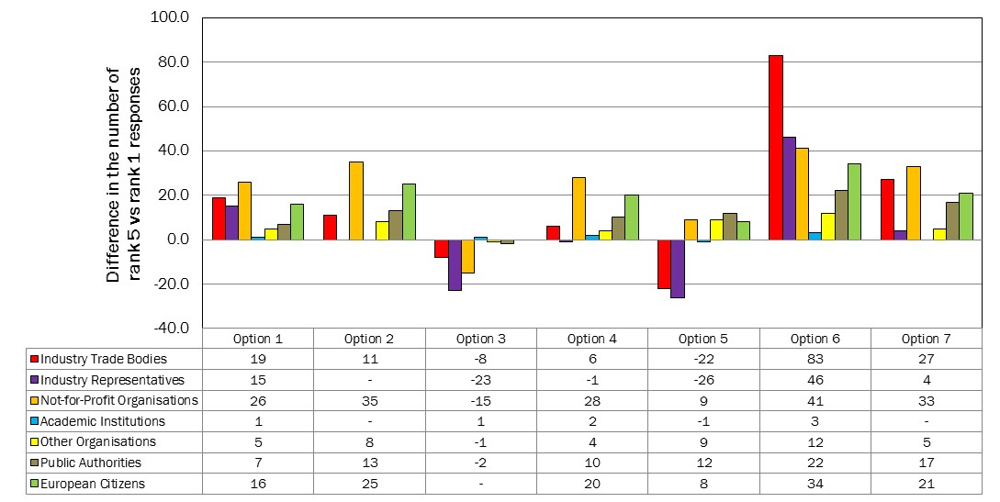 Difference in the number of
rank 5 vs rank 1 responses
100.0
80.0
60.0
40.0
20.0
0.0
-20.0
-40.0
Option 1 Option 2 Option 3 Option 4 Option 5 Option 6 Option 7
Industry Trade Bodies 19 11 -8 6 -22 83 27
Industry Representatives 15 - -23 -1 -26 46 4
Not-for-Profit Organisations 26 35 -15 28 9 41 33
Academic Institutions 1 - 1 2 -1 3 -
Other Organisations 5 8 -1 4 9 12 5
Public Authorities 7 13 -2 10 12 22 17
European Citizens 16 25 - 20 8 34 21